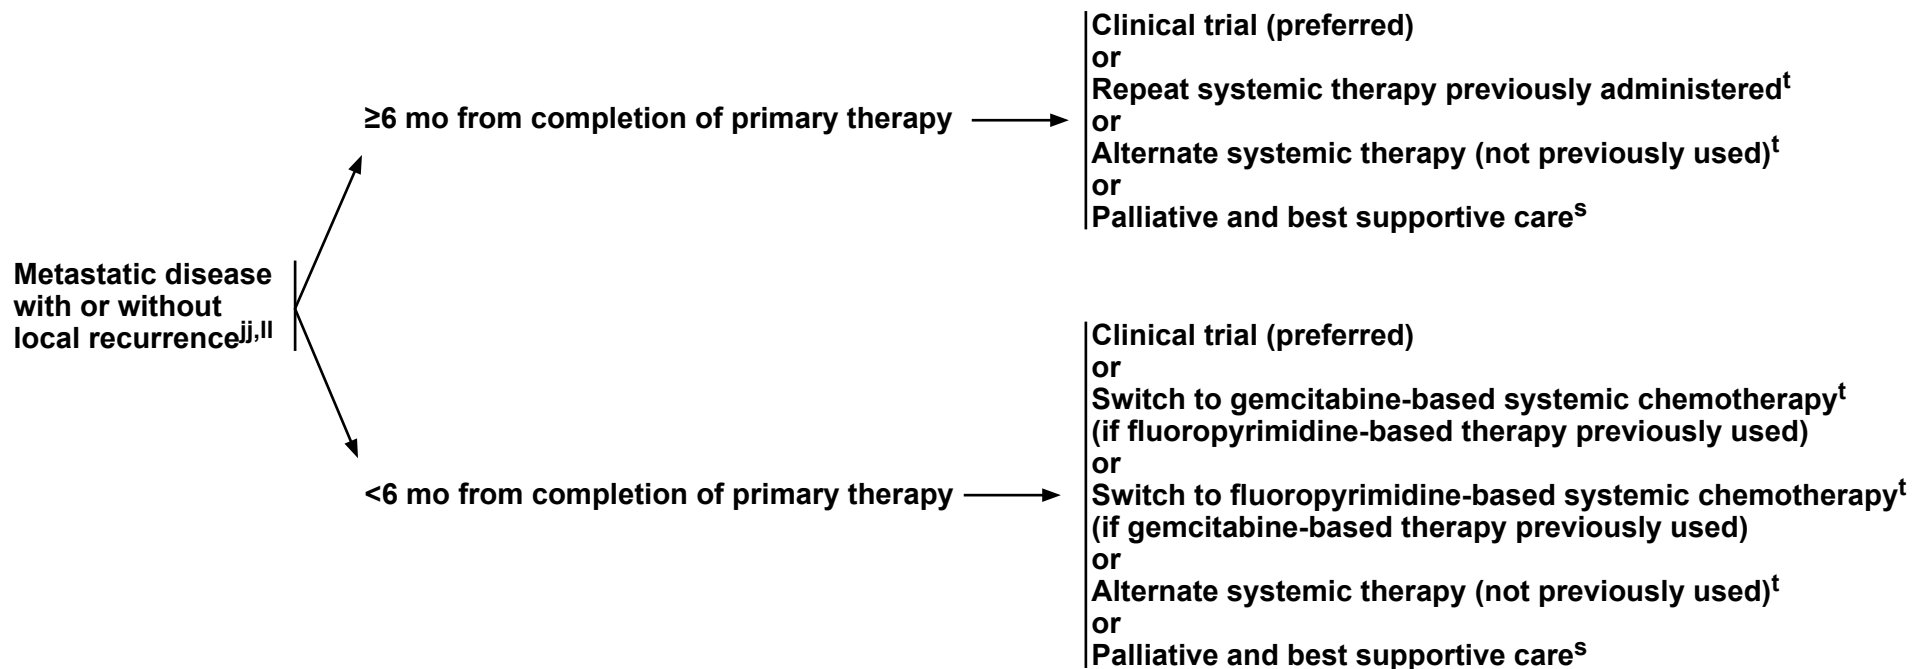 Metastatic disease
with or without
local recurrence^jj,ll
≥6 mo from completion of primary therapy
Clinical trial (preferred)
or
Repeat systemic therapy previously administered^t
or
Alternate systemic therapy (not previously used)^t
or
Palliative and best supportive care^s
<6 mo from completion of primary therapy
Clinical trial (preferred)
or
Switch to gemcitabine-based systemic chemotherapy^t
(if fluoropyrimidine-based therapy previously used)
or
Switch to fluoropyrimidine-based systemic chemotherapy^t
(if gemcitabine-based therapy previously used)
or
Alternate systemic therapy (not previously used)^t
or
Palliative and best supportive care^s